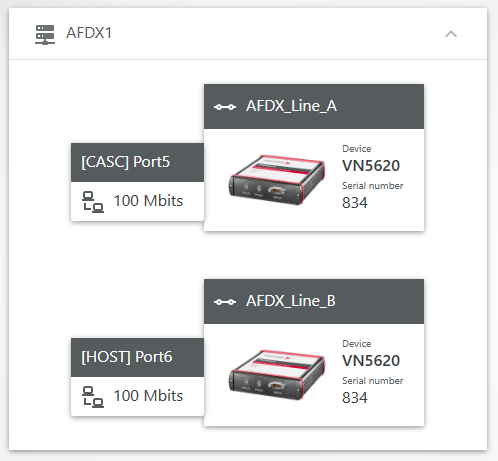 AFDX1
AFDX_Line_A
[CASC] Port5
100 Mbits
Device
VN5620
Serial number
834
AFDX_Line_B
[HOST] Port6
100 Mbits
Device
VN5620
Serial number
834